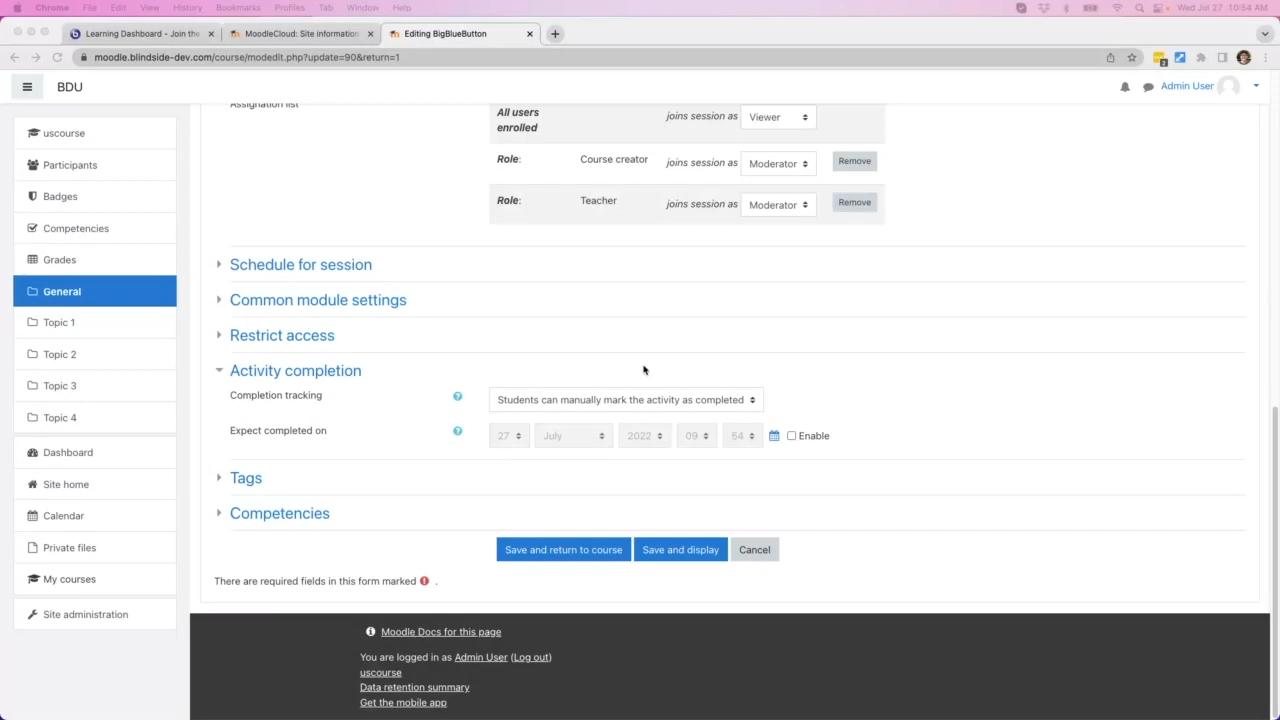 Chrome File Edit View History Bookmarks Profiles Tab Window Help Wed Jul 27 10:54 AM
Learning Dashboard - Join the MoodleCloud: Site information Editing BigBlueButton
moodle.blindside-dev.com/course/modedit.php?update=90&return=1
BDU Admin User
uscourse
Participants
Badges
Competencies
Grades
General
Topic 1
Topic 2
Topic 3
Topic 4
Dashboard
Site home
Calendar
Private files
My courses
Site administration
Assignation list
All users enrolled joins session as Viewer
Role: Course creator joins session as Moderator Remove
Role: Teacher joins session as Moderator Remove
Schedule for session
Common module settings
Restrict access
Activity completion
Completion tracking Students can manually mark the activity as completed
Expect completed on 27 July 2022 09 54 Enable
Tags
Competencies
Save and return to course Save and display Cancel
There are required fields in this form marked .
Moodle Docs for this page
You are logged in as Admin User (Log out)
uscourse
Data retention summary
Get the mobile app